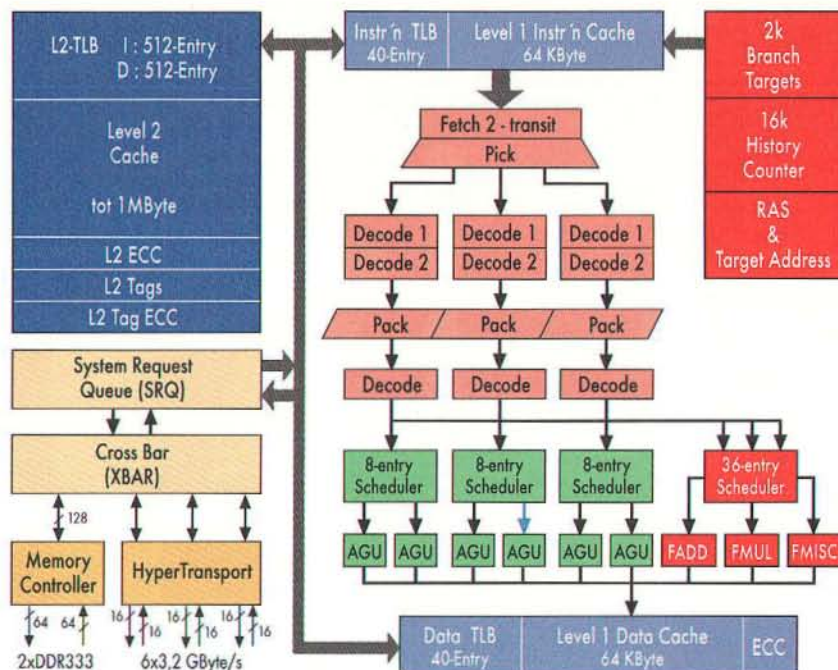 L2-TLB I : 512-Entry
D : 512-Entry
Level 2
Cache
tot 1MByte
L2 ECC
L2 Tags
L2 Tag ECC
Instr´n TLB
40-Entry
Level 1 Instr´n Cache
64 KByte
2k
Branch
Targets
16k
History
Counter
RAS
&
Target Address
Fetch 2 - transit
Pick
Decode 1
Decode 2
Decode 1
Decode 2
Decode 1
Decode 2
Pack
Pack
Pack
Decode
Decode
Decode
System Request
Queue (SRQ)
Cross Bar
(XBAR)
128
Memory
Controller
HyperTransport
64
64
16
16
16
16
16
16
2xDDR333
6x3,2 GByte/s
8-entry
Scheduler
8-entry
Scheduler
8-entry
Scheduler
36-entry
Scheduler
AGU
AGU
AGU
AGU
AGU
AGU
FADD
FMUL
FMISC
Data TLB
40-Entry
Level 1 Data Cache
64 KByte
ECC